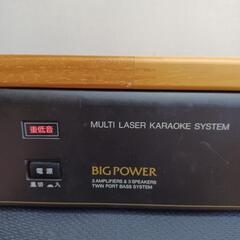 重低音
MULTI LASER KARAOKE SYSTEM
電源
BIG POWER
3 AMPLIFIERS & 3 SPEAKERS
TWIN PORT BASS SYSTEM